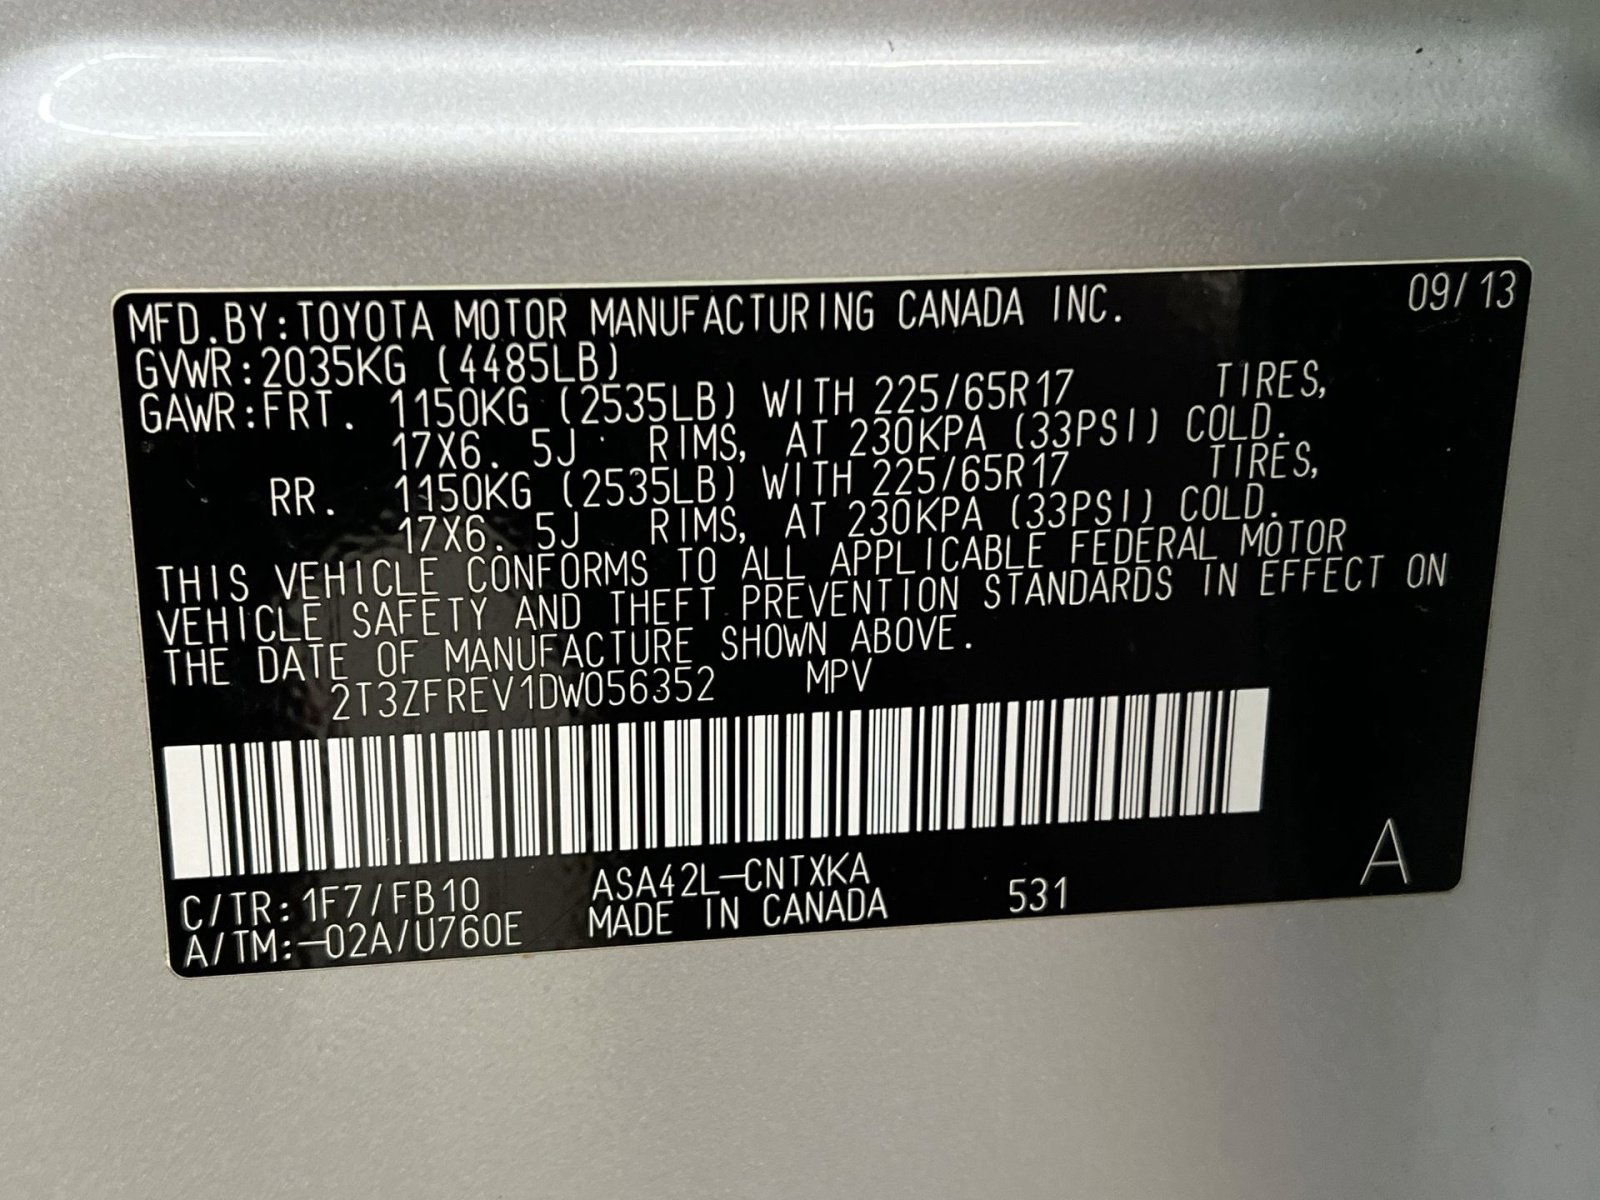 MFD.BY:TOYOTA MOTOR MANUFACTURING CANADA INC. 09/13
GVWR:2035KG (4485LB)
GAWR:FRT. 1150KG (2535LB) WITH 225/65R17 TIRES,
17X6.5J RIMS, AT 230KPA (33PSI) COLD.
RR. 1150KG (2535LB) WITH 225/65R17 TIRES,
17X6.5J RIMS, AT 230KPA (33PSI) COLD.
THIS VEHICLE CONFORMS TO ALL APPLICABLE FEDERAL MOTOR
VEHICLE SAFETY AND THEFT PREVENTION STANDARDS IN EFFECT ON
THE DATE OF MANUFACTURE SHOWN ABOVE.
2T3ZFREV1DW056352 MPV
C/TR:1F7/FB10 ASA42L-CNTXKA 531 A
A/TM:-02A/U760E MADE IN CANADA